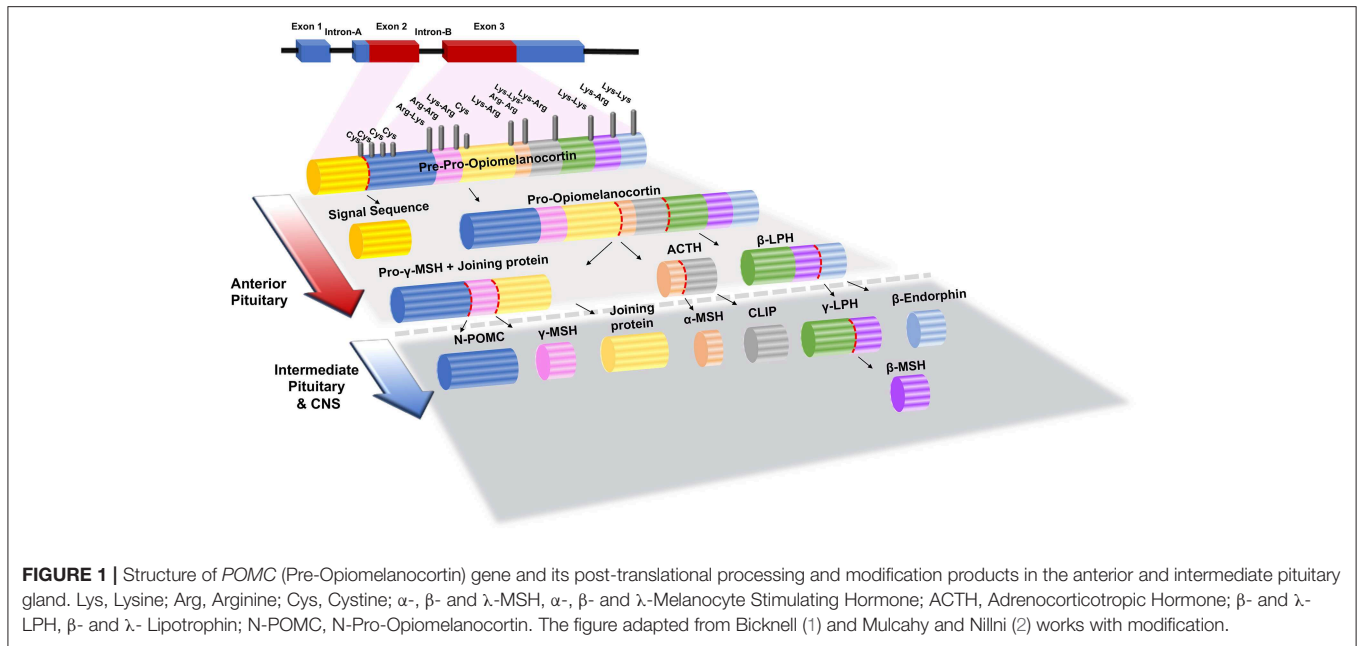 Exon 1
Intron-A
Exon 2
Intron-B
Exon 3
Cys
Cys
Cys
Cys
Arg-Lys
Arg-Arg
Lys-Arg
Cys
Lys-Arg
Lys-Lys-
Arg-Arg
Lys-Arg
Lys-Lys
Lys-Arg
Lys-Lys
Pre-Pro-Opiomelanocortin
Signal Sequence
Pro-Opiomelanocortin
Anterior
Pituitary
Pro-γ-MSH + Joining protein
ACTH
β-LPH
Intermediate
Pituitary
& CNS
N-POMC
γ-MSH
Joining
protein
α-MSH
CLIP
γ-LPH
β-Endorphin
β-MSH
FIGURE 1 | Structure of POMC (Pre-Opiomelanocortin) gene and its post-translational processing and modification products in the anterior and intermediate pituitary
gland. Lys, Lysine; Arg, Arginine; Cys, Cystine; α-, β- and λ-MSH, α-, β- and λ-Melanocyte Stimulating Hormone; ACTH, Adrenocorticotropic Hormone; β- and λ-
LPH, β- and λ- Lipotrophin; N-POMC, N-Pro-Opiomelanocortin. The figure adapted from Bicknell (1) and Mulcahy and Nillni (2) works with modification.